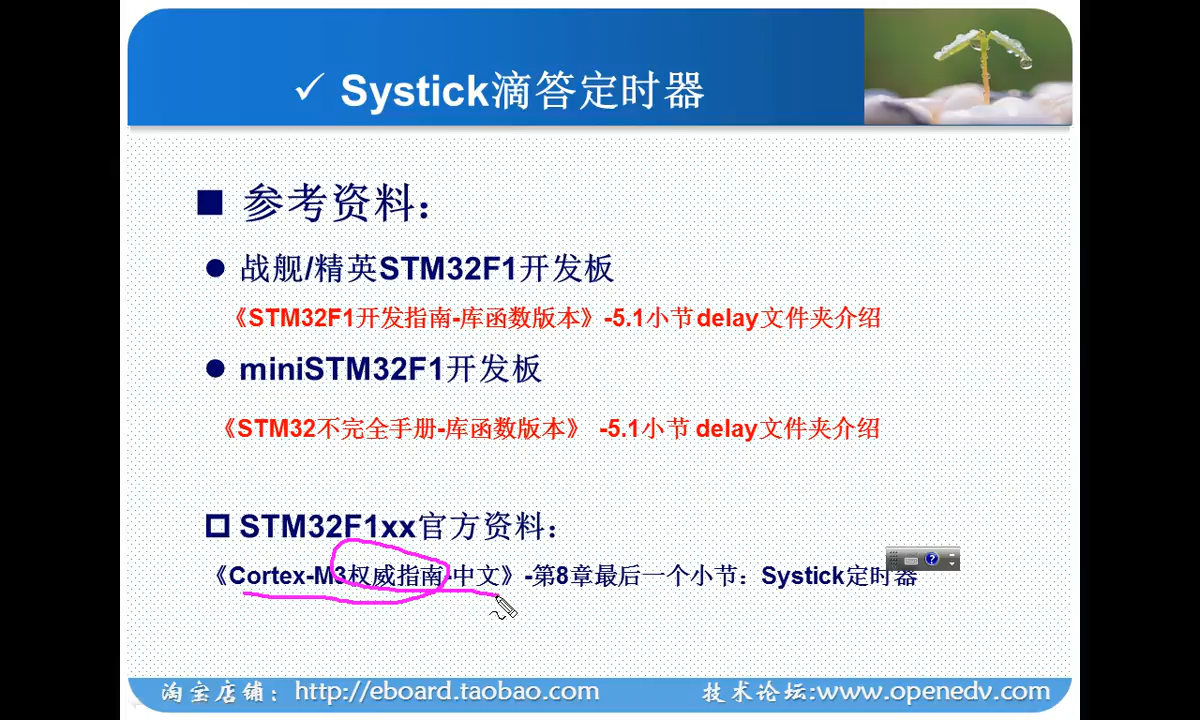 ✓ Systick滴答定时器
■ 参考资料：
● 战舰/精英STM32F1开发板
《STM32F1开发指南-库函数版本》-5.1小节delay文件夹介绍
● miniSTM32F1开发板
《STM32不完全手册-库函数版本》 -5.1小节 delay文件夹介绍
STM32F1xx官方资料：
《Cortex-M3权威指南-中文》-第8章最后一个小节：Systick定时器
淘宝店铺：http://eboard.taobao.com 技术论坛:www.openedv.com